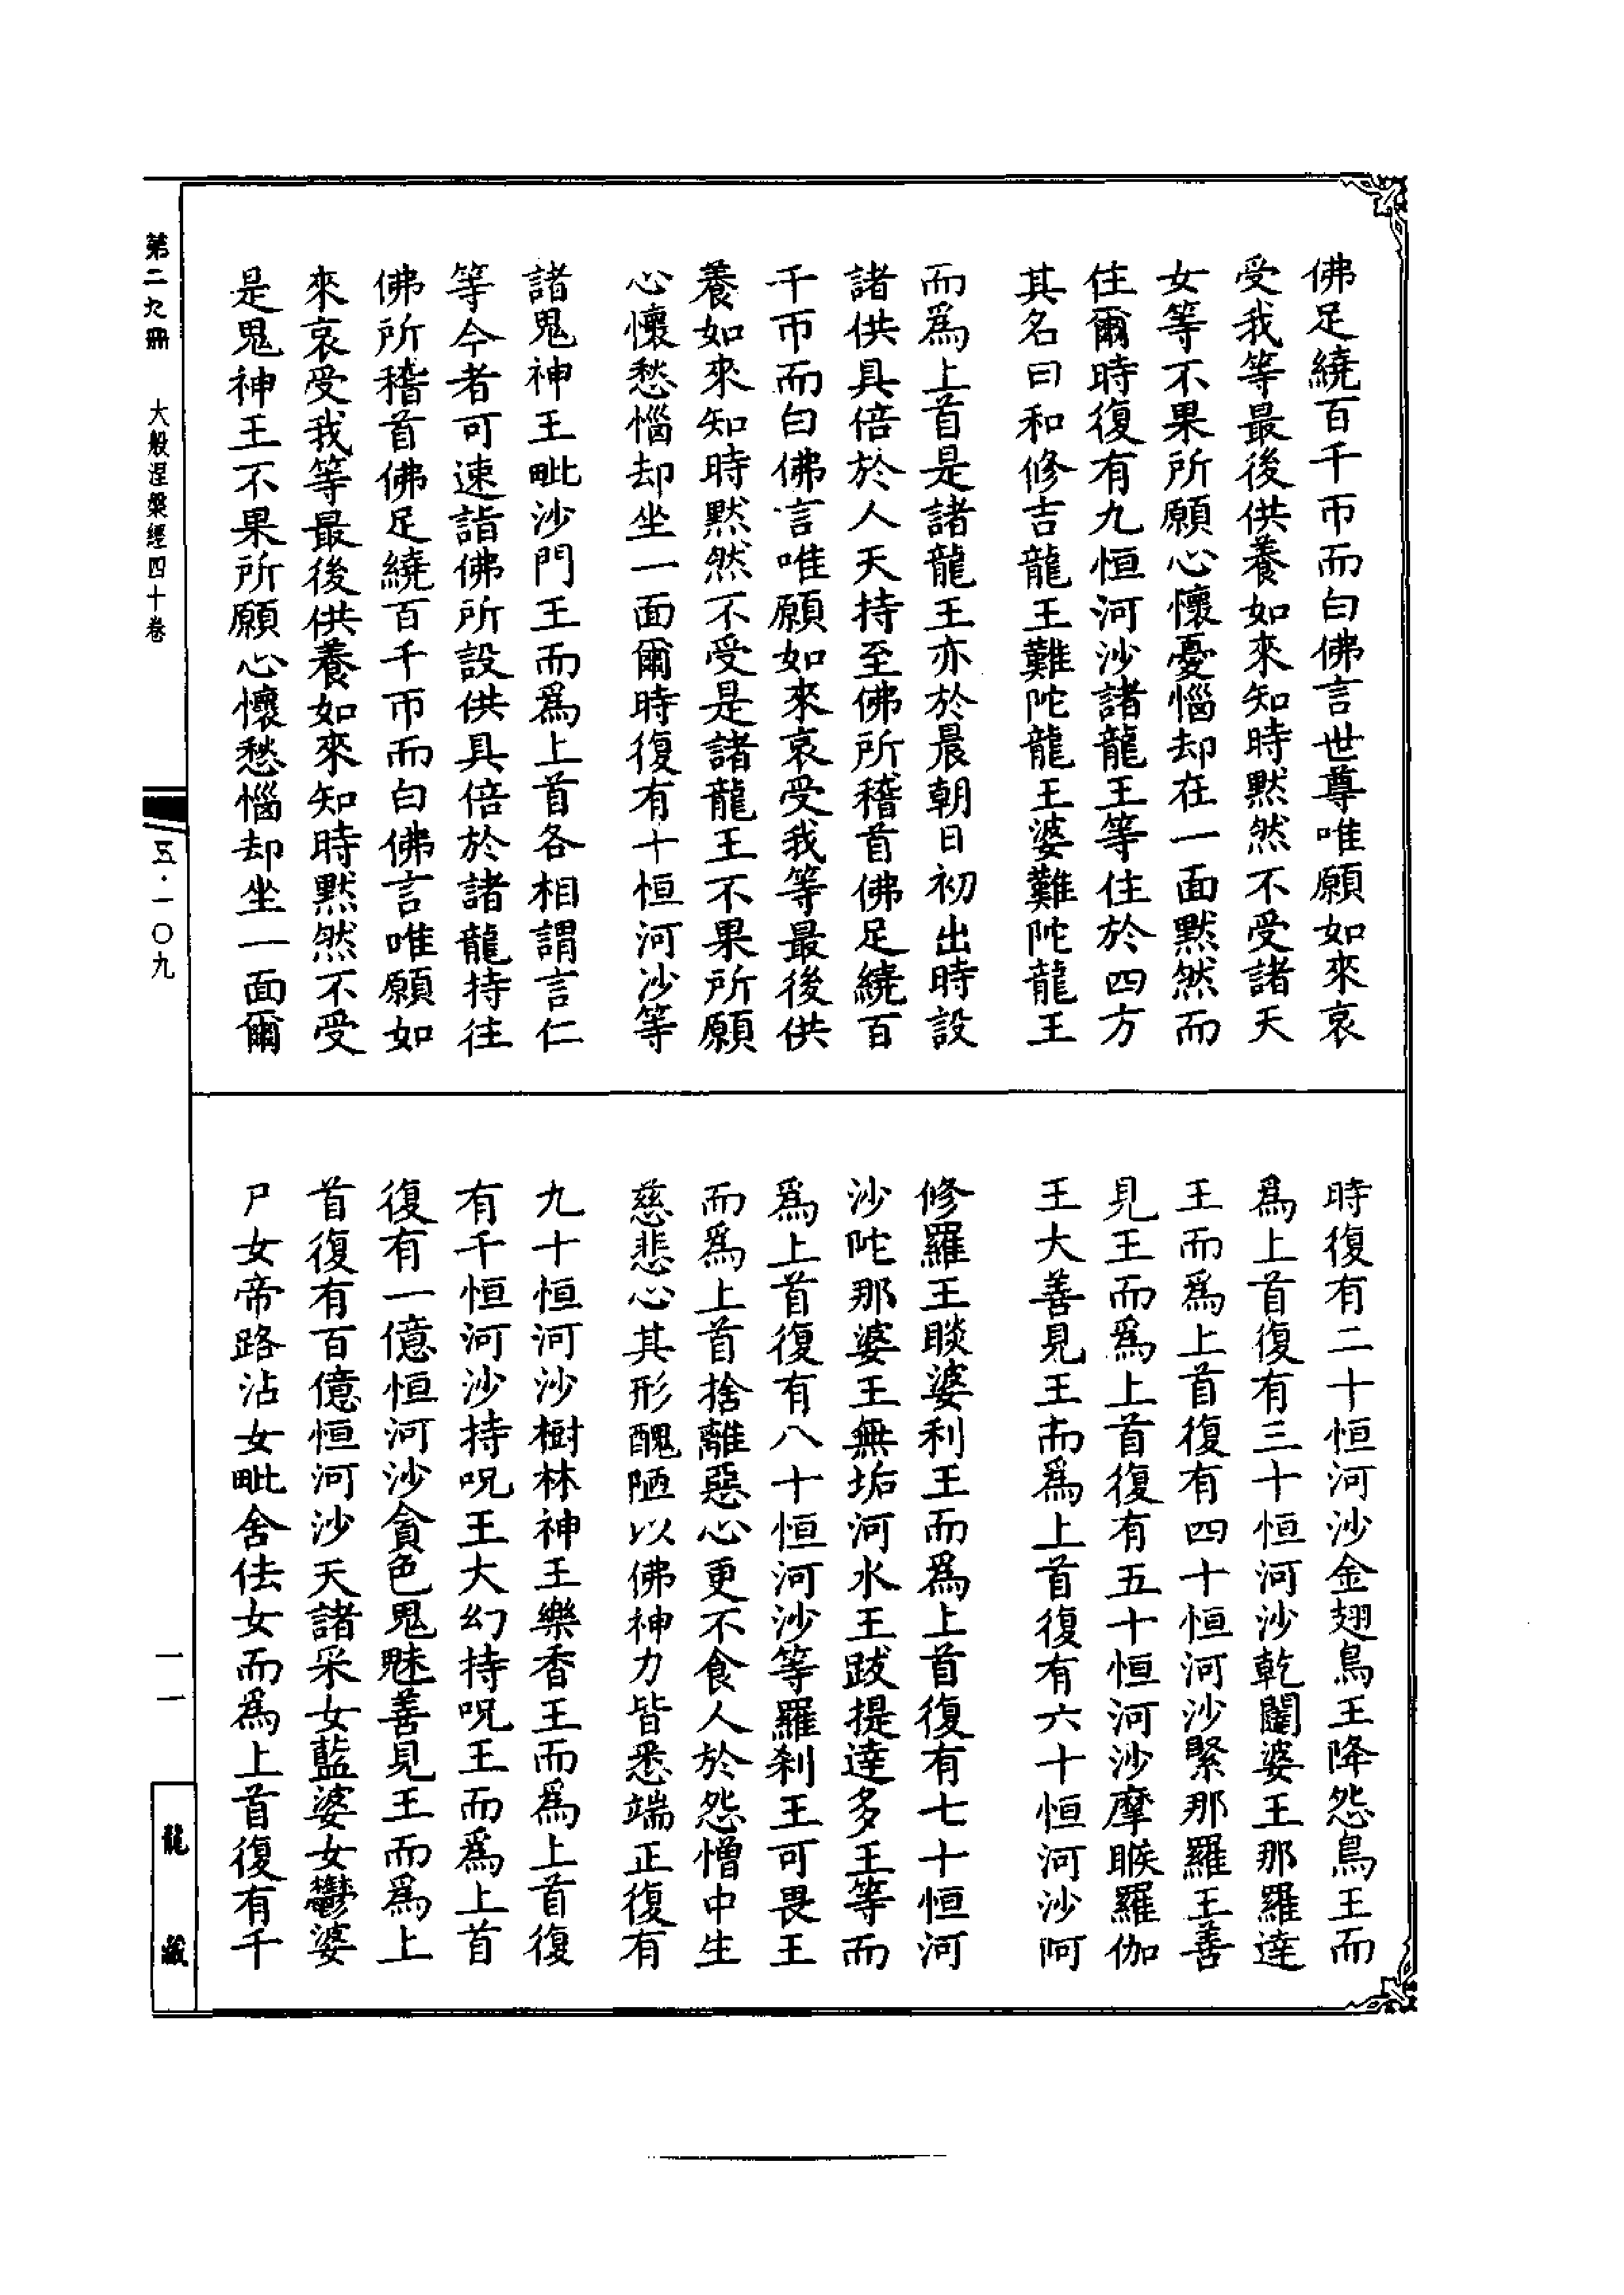 佛足繞百千帀而白佛言世尊唯願如來哀
受我等最後供養如來知時默然不受諸天
女等不果所願心懷憂惱却在一面默然而
住爾時復有九恒河沙諸龍王等住於四方
其名曰和修吉龍王難陀龍王婆難陀龍王
而爲上首是諸龍王亦於晨朝日初出時設
諸供具倍於人天持至佛所稽首佛足繞百
千帀而白佛言唯願如來哀受我等最後供
養如來知時默然不受是諸龍王不果所願
心懷愁惱却坐一面爾時復有十恒河沙等
諸鬼神王毗沙門王而爲上首各相謂言仁
等今者可速詣佛所設供具倍於諸龍持往
佛所稽首佛足繞百千帀而白佛言唯願如
來哀受我等最後供養如來知時默然不受
是鬼神王不果所願心懷愁惱却坐一面爾
時復有二十恒河沙金翅鳥王降怨鳥王而
爲上首復有三十恒河沙乾闥婆王那羅達
王而爲上首復有四十恒河沙緊那羅王善
見王而爲上首復有五十恒河沙摩睺羅伽
王大善見王而爲上首復有六十恒河沙阿
修羅王睒婆利王而爲上首復有七十恒河
沙陀那婆王無垢河水王跋提達多王等而
爲上首復有八十恒河沙等羅刹王可畏王
而爲上首捨離惡心更不食人於怨憎中生
慈悲心其形醜陋以佛神力皆悉端正復有
九十恒河沙樹林神王樂香王而爲上首復
有千恒河沙持呪王大幻持呪王而爲上首
復有一億恒河沙貪色鬼魅善見王而爲上
首復有百億恒河沙天諸采女藍婆女鬱婆
尸女帝路沾女毗舍佉女而爲上首復有千
第二九冊 大般涅槃經四十卷
五·一〇九
一一
龍藏